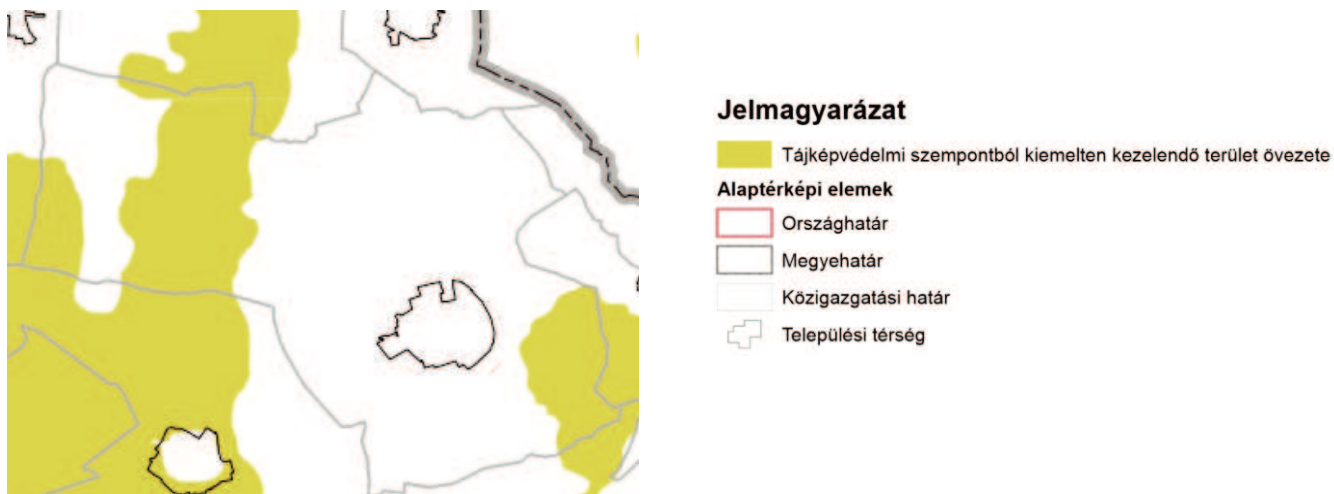 Jelmagyarázat
Tájképvédelmi szempontból kiemelten kezelendő terület övezete
Alaptérképi elemek
Országhatár
Megyehatár
Közigazgatási határ
Települési térség